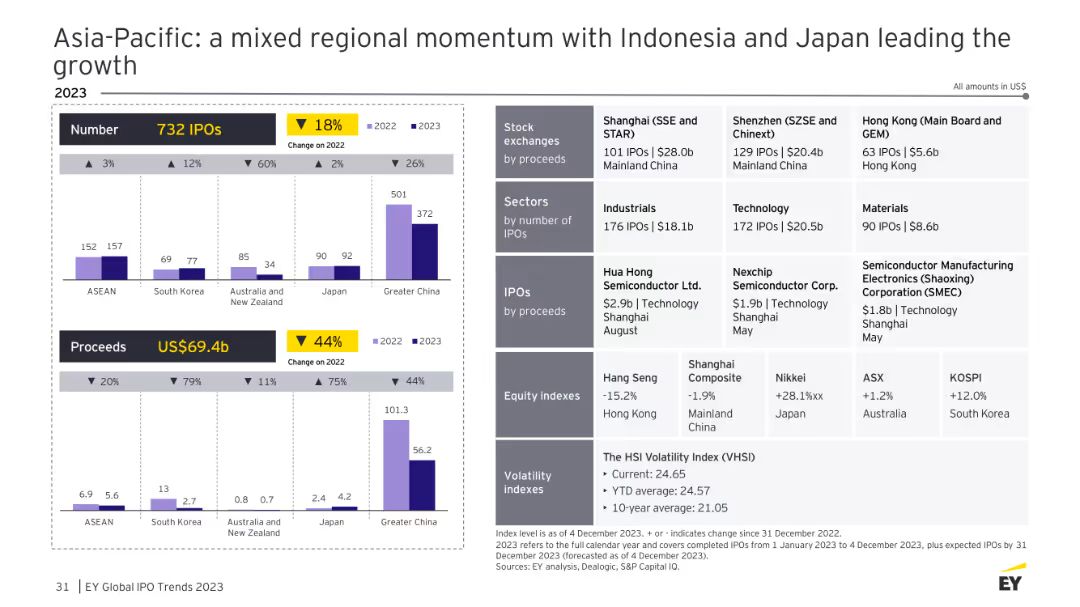 Asia-Pacific: a mixed regional momentum with Indonesia and Japan leading the
growth
2023
All amounts in US$
Number 732 IPOs
▼ 18%
Change on 2022
2022 2023
▲ 3% ▲ 12% ▼ 60% ▲ 2% ▼ 26%
152 157 69 77 85 34 90 92 501 372
ASEAN South Korea Australia and Japan Greater China
New Zealand
Proceeds US$69.4b
▼ 44%
Change on 2022
2022 2023
▼ 20% ▼ 79% ▼ 11% ▲ 75% ▼ 44%
6.9 5.6 13 2.7 0.8 0.7 2.4 4.2 101.3 56.2
ASEAN South Korea Australia and Japan Greater China
New Zealand
Stock
exchanges
by proceeds
Shanghai (SSE and
STAR)
101 IPOs | $28.0b
Mainland China
Shenzhen (SZSE and
Chinext)
129 IPOs | $20.4b
Mainland China
Hong Kong (Main Board and
GEM)
63 IPOs | $5.6b
Hong Kong
Sectors
by number of
IPOs
Industrials
176 IPOs | $18.1b
Technology
172 IPOs | $20.5b
Materials
90 IPOs | $8.6b
IPOs
by proceeds
Hua Hong
Semiconductor Ltd.
$2.9b | Technology
Shanghai
August
Nexchip
Semiconductor Corp.
$1.9b | Technology
Shanghai
May
Semiconductor Manufacturing
Electronics (Shaoxing)
Corporation (SMEC)
$1.8b | Technology
Shanghai
May
Equity indexes
Hang Seng
-15.2%
Hong Kong
Shanghai
Composite
-1.9%
Mainland
China
Nikkei
+28.1%xx
Japan
ASX
+1.2%
Australia
KOSPI
+12.0%
South Korea
Volatility
indexes
The HSI Volatility Index (VHSI)
‣ Current: 24.65
‣ YTD average: 24.57
‣ 10-year average: 21.05
Index level is as of 4 December 2023. + or - indicates change since 31 December 2022.
2023 refers to the full calendar year and covers completed IPOs from 1 January 2023 to 4 December 2023, plus expected IPOs by 31
December 2023 (forecasted as of 4 December 2023).
Sources: EY analysis, Dealogic, S&P Capital IQ.
31 | EY Global IPO Trends 2023
EY